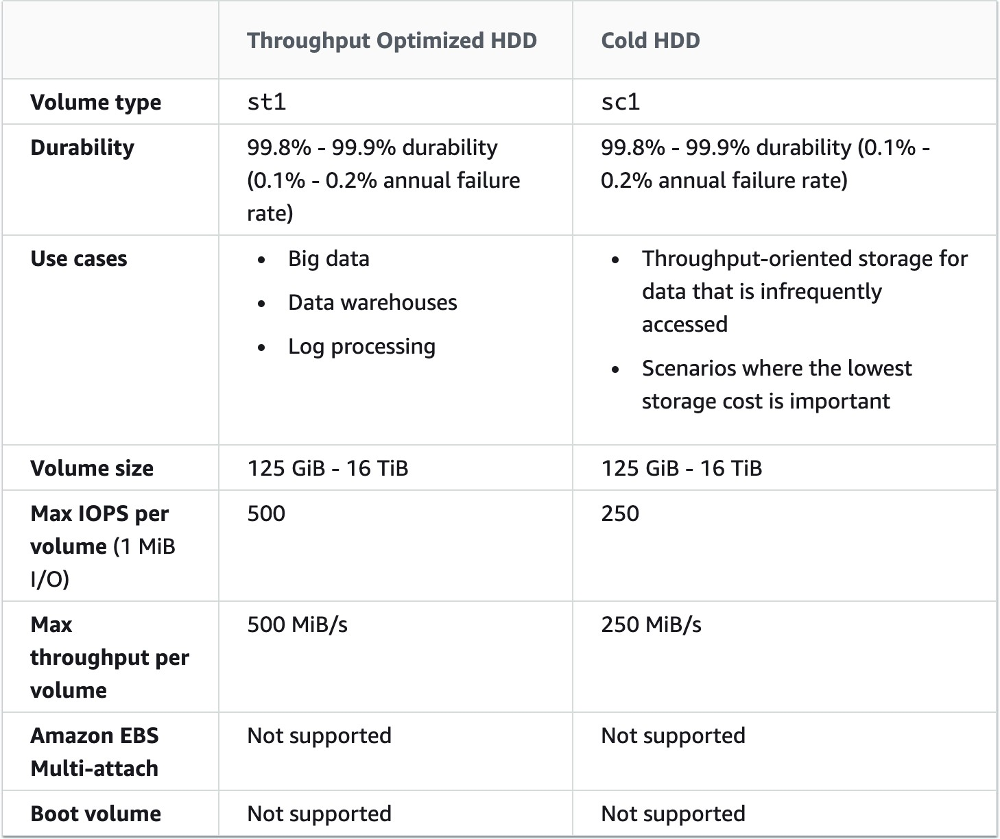 Throughput Optimized HDD
Cold HDD
Volume type
st1
sc1
Durability
99.8% - 99.9% durability
(0.1% - 0.2% annual failure
rate)
99.8% - 99.9% durability (0.1% -
0.2% annual failure rate)
Use cases
• Big data
• Data warehouses
• Log processing
• Throughput-oriented storage for
data that is infrequently
accessed
• Scenarios where the lowest
storage cost is important
Volume size
125 GiB - 16 TiB
125 GiB - 16 TiB
Max IOPS per
volume (1 MiB
I/O)
500
250
Max
throughput per
volume
500 MiB/s
250 MiB/s
Amazon EBS
Multi-attach
Not supported
Not supported
Boot volume
Not supported
Not supported